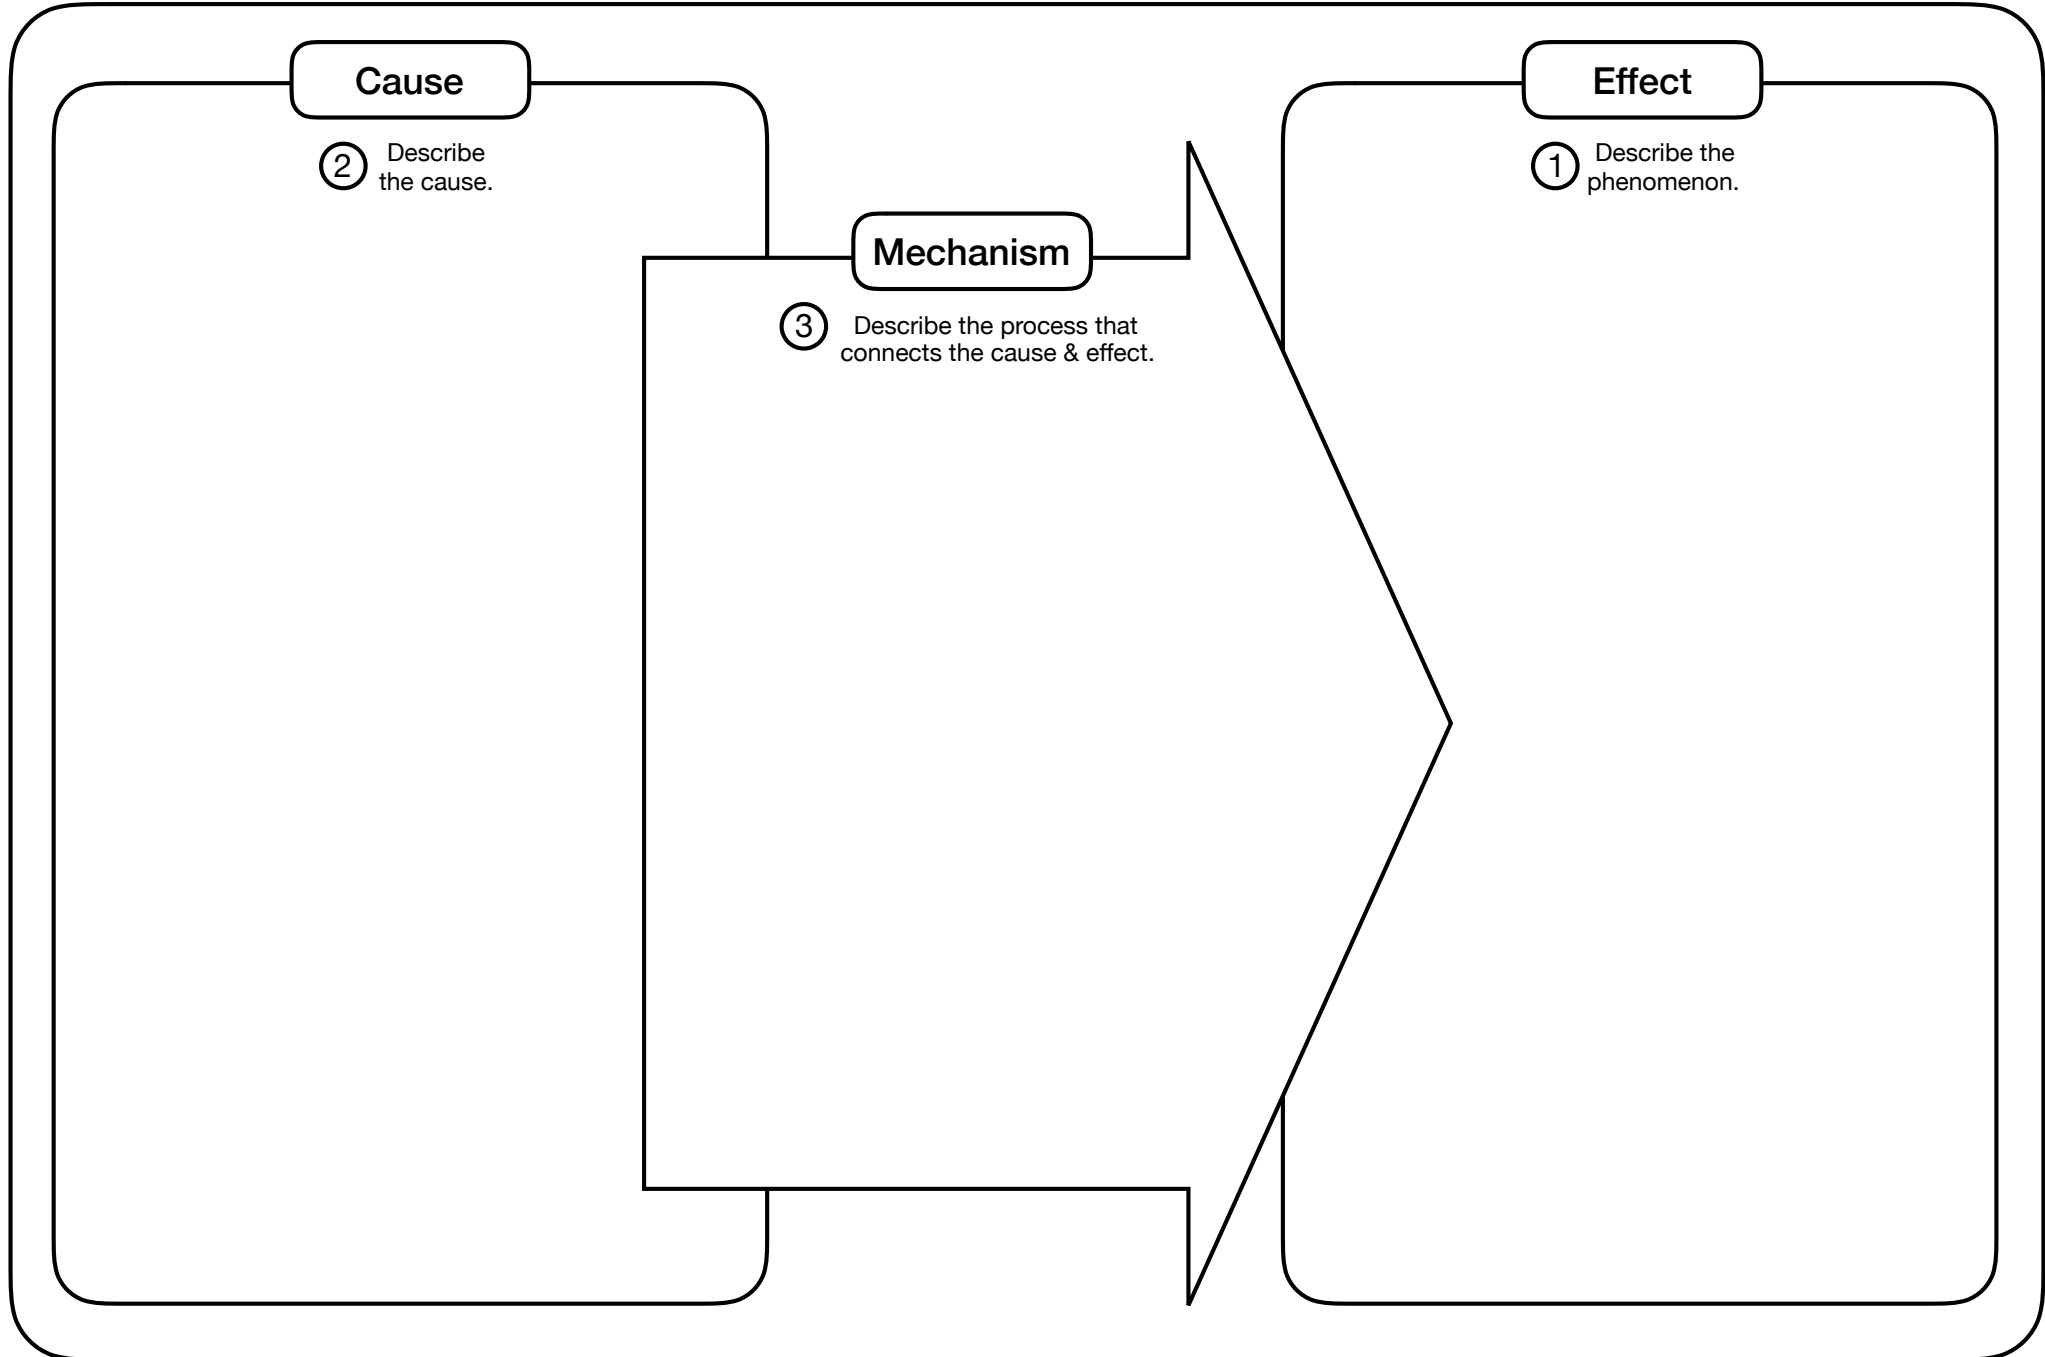 Cause
2
Describe
the cause.
Mechanism
3
Describe the process that
connects the cause & effect.
Effect
1
Describe the
phenomenon.